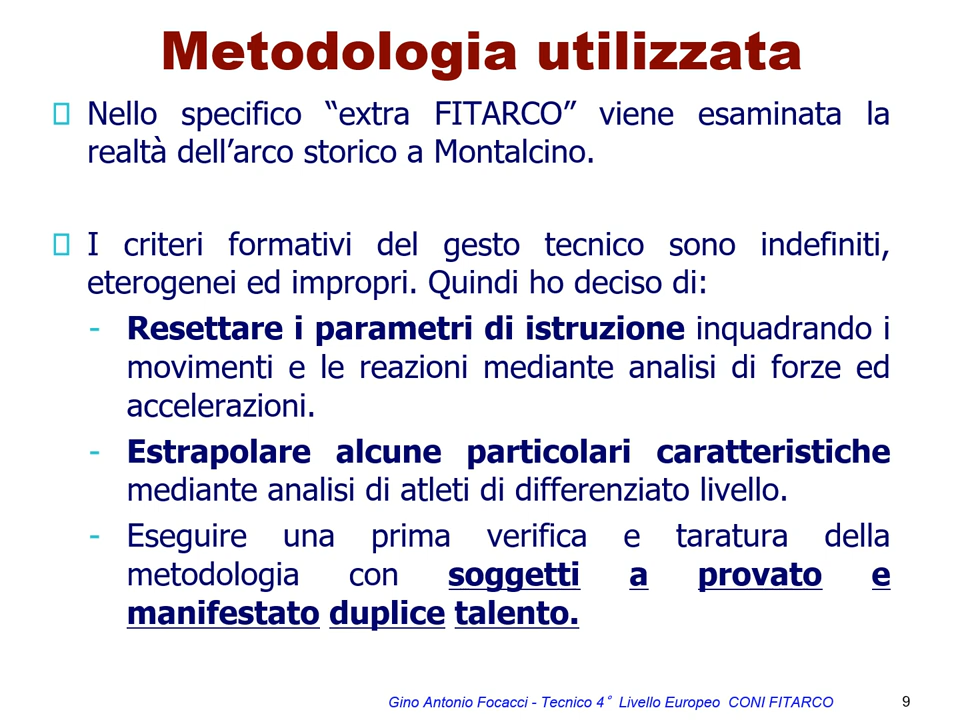 Metodologia utilizzata
Nello specifico “extra FITARCO” viene esaminata la
realtà dell’arco storico a Montalcino.
I criteri formativi del gesto tecnico sono indefiniti,
eterogenei ed impropri. Quindi ho deciso di:
- Resettare i parametri di istruzione inquadrando i
movimenti e le reazioni mediante analisi di forze ed
accelerazioni.
- Estrapolare alcune particolari caratteristiche
mediante analisi di atleti di differenziato livello.
- Eseguire una prima verifica e taratura della
metodologia con soggetti a provato e
manifestato duplice talento.
Gino Antonio Focacci - Tecnico 4° Livello Europeo CONI FITARCO
9